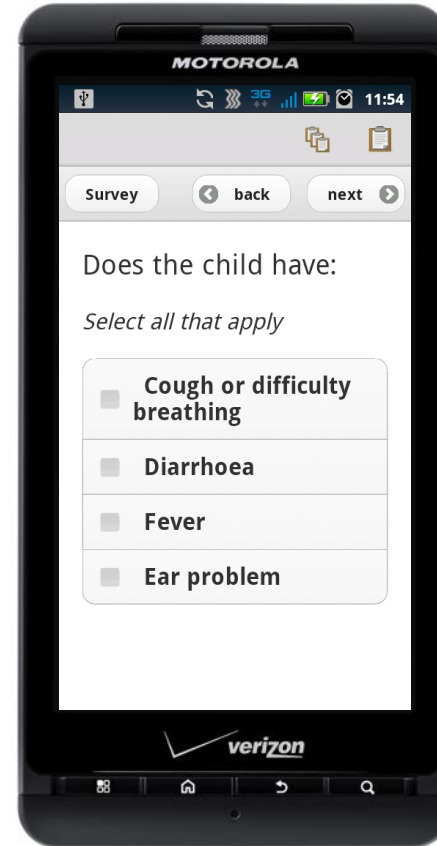 MOTOROLA
3G 11:54
Survey back next
Does the child have:
Select all that apply
Cough or difficulty
breathing
Diarrhoea
Fever
Ear problem
verizon